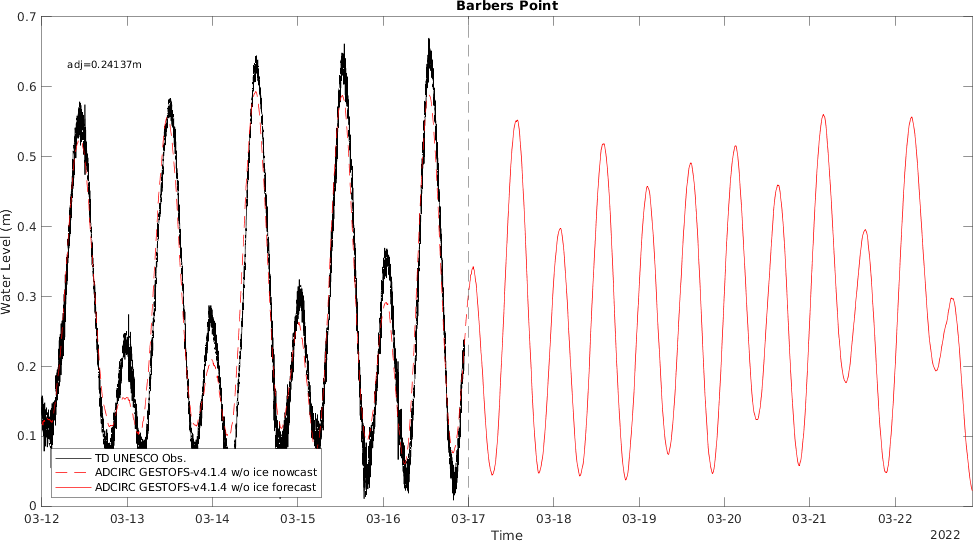 Barbers Point
adj=0.24137m
0.7
0.6
0.5
0.4
0.3
0.2
0.1
0
Water Level (m)
TD UNESCO Obs.
ADCIRC GESTOFS-v4.1.4 w/o ice nowcast
ADCIRC GESTOFS-v4.1.4 w/o ice forecast
03-12 03-13 03-14 03-15 03-16 03-17 03-18 03-19 03-20 03-21 03-22
Time
2022